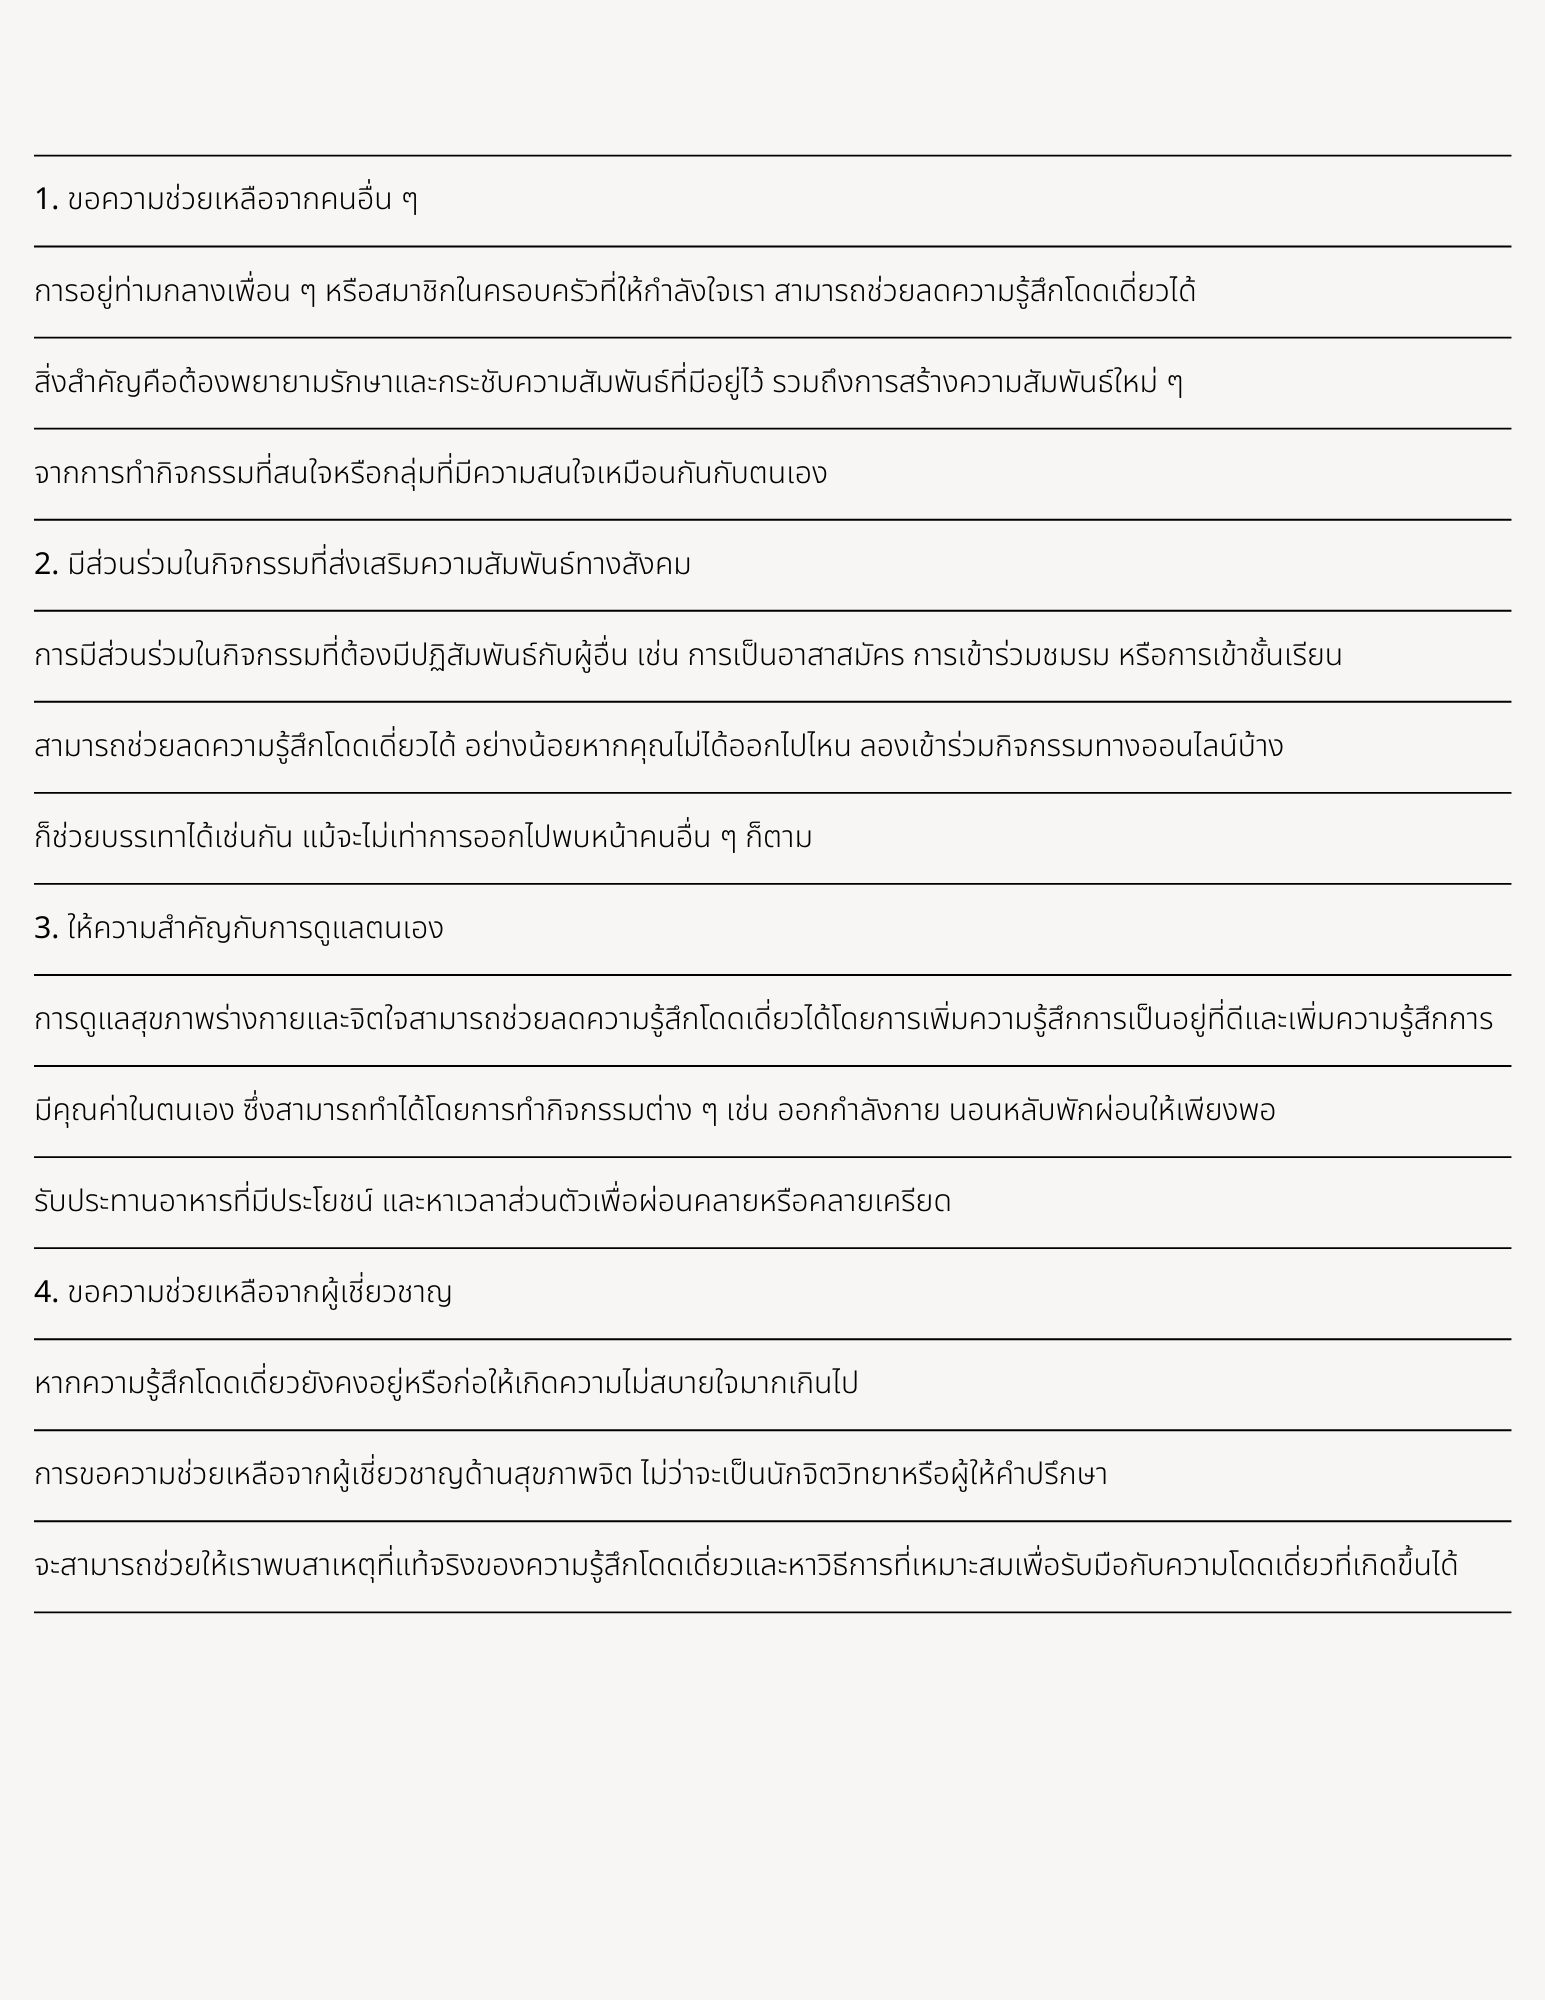 1. ขอความช่วยเหลือจากคนอื่น ๆ
การอยู่ท่ามกลางเพื่อน ๆ หรือสมาชิกในครอบครัวที่ให้กำลังใจเรา สามารถช่วยลดความรู้สึกโดดเดี่ยวได้
สิ่งสำคัญคือต้องพยายามรักษาและกระชับความสัมพันธ์ที่มีอยู่ไว้ รวมถึงการสร้างความสัมพันธ์ใหม่ ๆ
จากการทำกิจกรรมที่สนใจหรือกลุ่มที่มีความสนใจเหมือนกันกับตนเอง
2. มีส่วนร่วมในกิจกรรมที่ส่งเสริมความสัมพันธ์ทางสังคม
การมีส่วนร่วมในกิจกรรมที่ต้องมีปฏิสัมพันธ์กับผู้อื่น เช่น การเป็นอาสาสมัคร การเข้าร่วมชมรม หรือการเข้าชั้นเรียน
สามารถช่วยลดความรู้สึกโดดเดี่ยวได้ อย่างน้อยหากคุณไม่ได้ออกไปไหน ลองเข้าร่วมกิจกรรมทางออนไลน์บ้าง
ก็ช่วยบรรเทาได้เช่นกัน แม้จะไม่เท่าการออกไปพบหน้าคนอื่น ๆ ก็ตาม
3. ให้ความสำคัญกับการดูแลตนเอง
การดูแลสุขภาพร่างกายและจิตใจสามารถช่วยลดความรู้สึกโดดเดี่ยวได้โดยการเพิ่มความรู้สึกการเป็นอยู่ที่ดีและเพิ่มความรู้สึกการ
มีคุณค่าในตนเอง ซึ่งสามารถทำได้โดยการทำกิจกรรมต่าง ๆ เช่น ออกกำลังกาย นอนหลับพักผ่อนให้เพียงพอ
รับประทานอาหารที่มีประโยชน์ และหาเวลาส่วนตัวเพื่อผ่อนคลายหรือคลายเครียด
4. ขอความช่วยเหลือจากผู้เชี่ยวชาญ
หากความรู้สึกโดดเดี่ยวยังคงอยู่หรือก่อให้เกิดความไม่สบายใจมากเกินไป
การขอความช่วยเหลือจากผู้เชี่ยวชาญด้านสุขภาพจิต ไม่ว่าจะเป็นนักจิตวิทยาหรือผู้ให้คำปรึกษา
จะสามารถช่วยให้เราพบสาเหตุที่แท้จริงของความรู้สึกโดดเดี่ยวและหาวิธีการที่เหมาะสมเพื่อรับมือกับความโดดเดี่ยวที่เกิดขึ้นได้